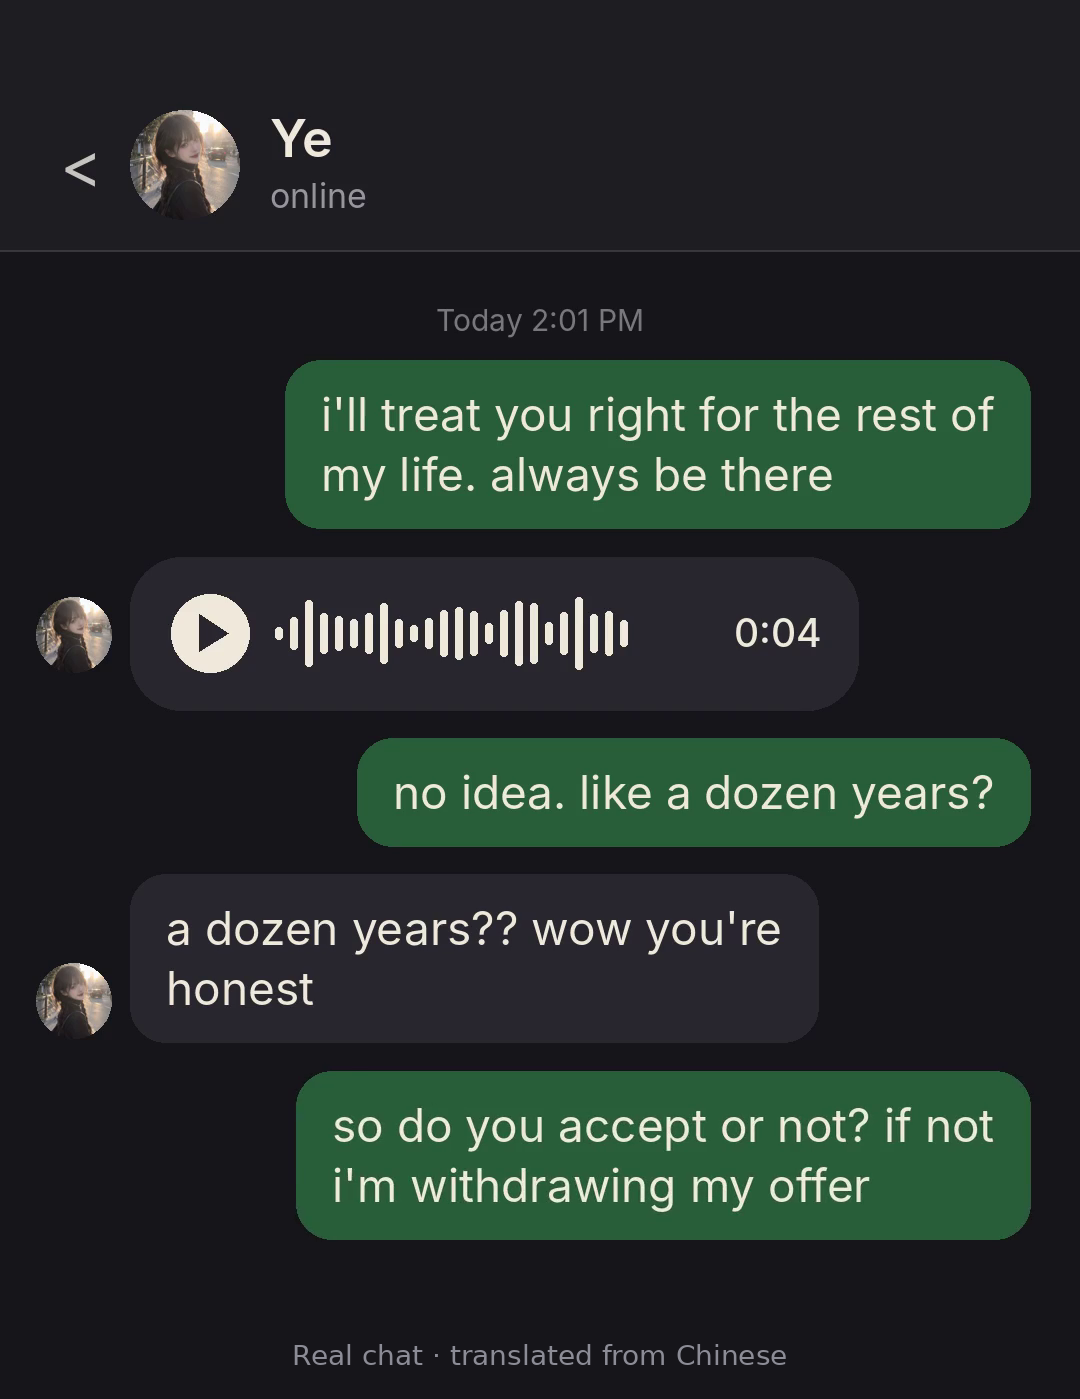 <
Ye
online
Today 2:01 PM
i'll treat you right for the rest of
my life. always be there
0:04
no idea. like a dozen years?
a dozen years?? wow you're
honest
so do you accept or not? if not
i'm withdrawing my offer
Real chat · translated from Chinese